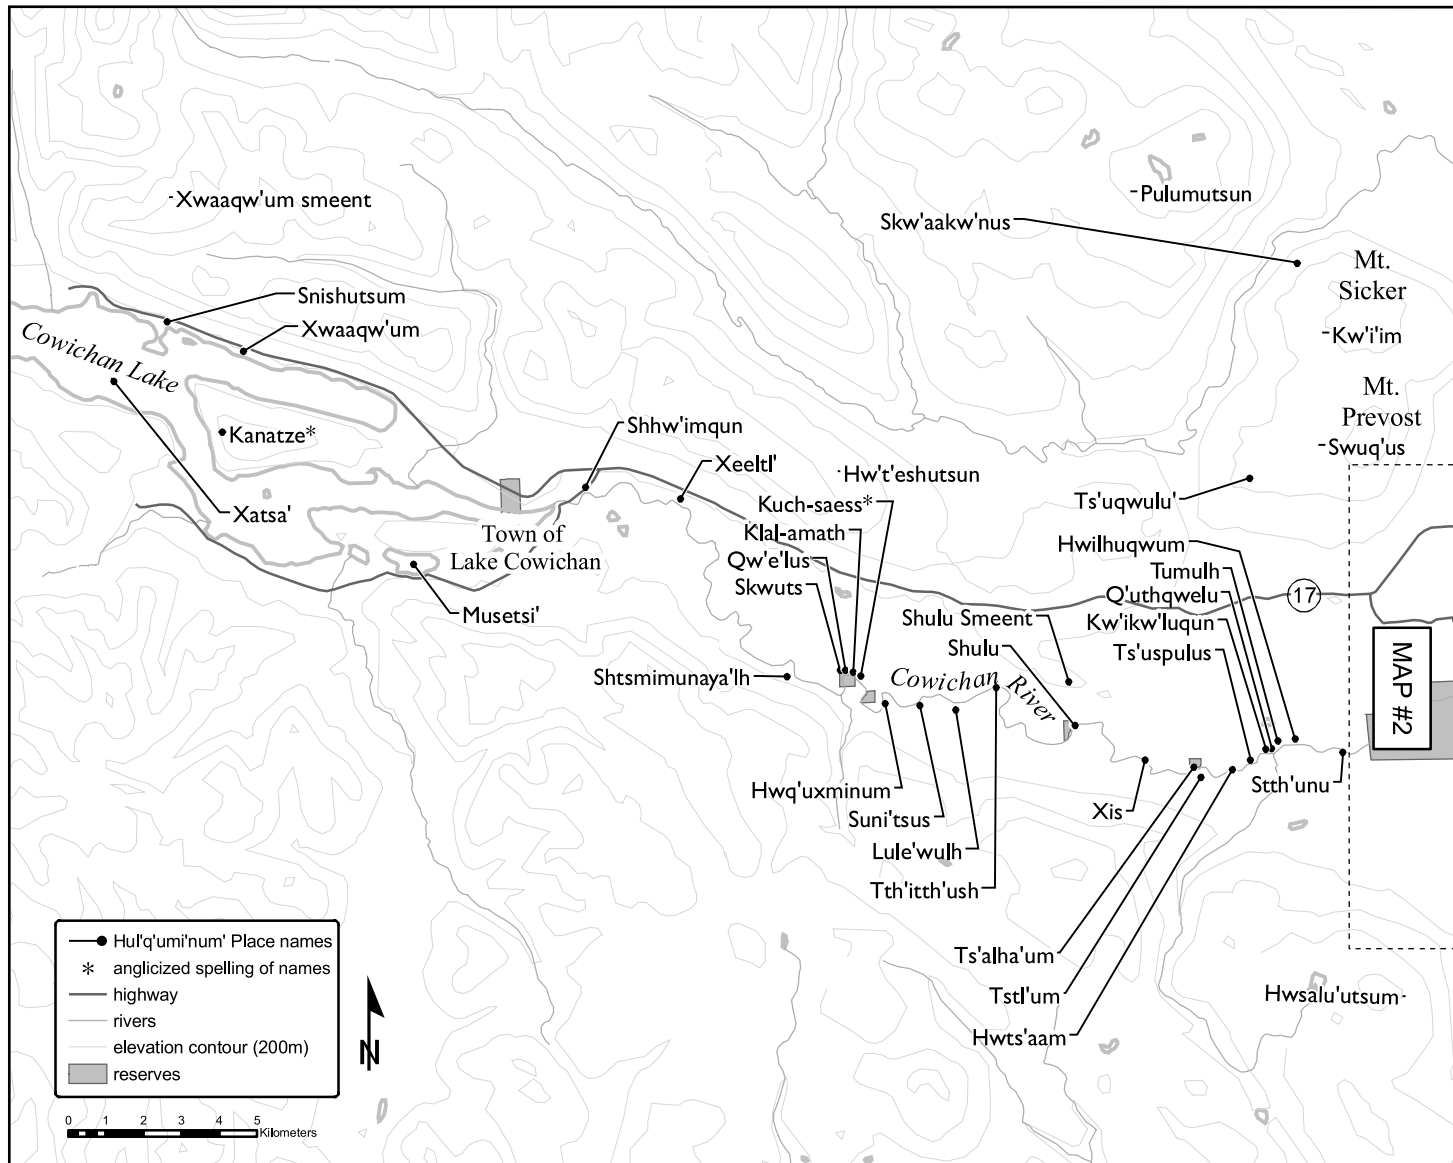 Xwaaqw'um smeent
Pulumutsun
Skw'aakw'nus
Mt.
Sicker
Snishutsum
Xwaaqw'um
Kw'i'im
Cowichan Lake
Mt.
Prevost
Kanatze*
Shhw'imqun
Swuq'us
Xeeltl'
Hw't'eshutsun
Ts'uqwulu'
Xatsa'
Kuch-saess*
Town of
Lake Cowichan
Klal-amath
Hwilhuqwum
Qw'e'lus
Tumulh
Skwuts
Q'uthqwelu
17
Musetsi'
Shulu Smeent
Kw'ikw'luqun
Shulu
Ts'uspulus
Shtsmimunaya'lh
Cowichan River
MAP #2
Hwq'uxminum
Stth'unu
Suni'tsus
Xis
Lule'wulh
Tth'itth'ush
Ts'alha'um
Tstl'um
Hwsalu'utsum
Hwts'aam
Hul'q'umi'num' Place names
* anglicized spelling of names
highway
rivers
elevation contour (200m)
reserves
N
0 1 2 3 4 5
Kilometers